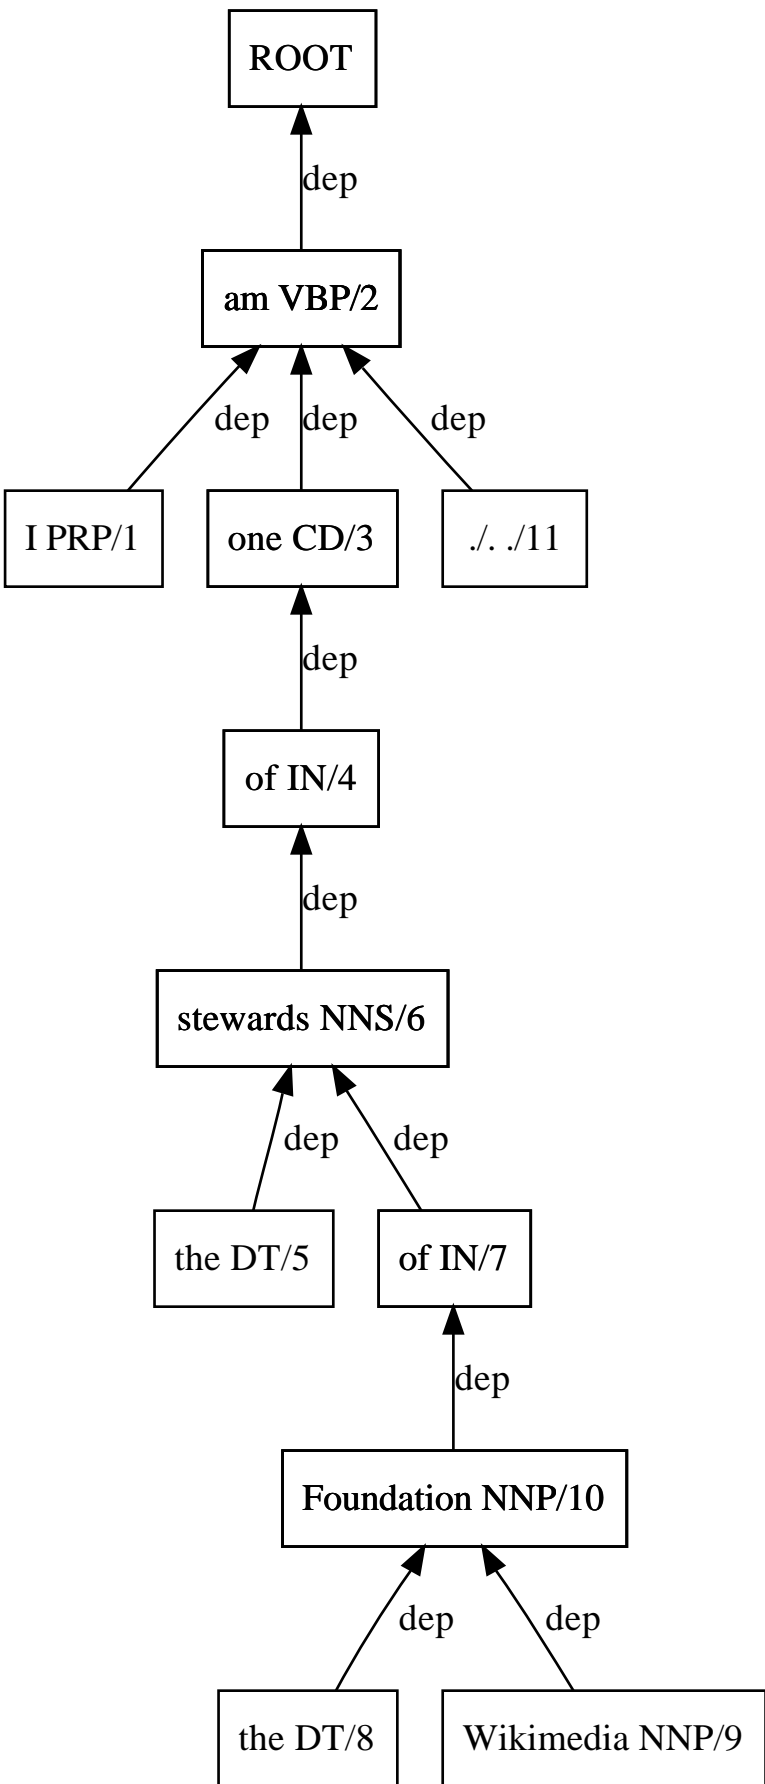 ROOT
dep
am VBP/2
dep dep dep
I PRP/1 one CD/3 ./. ./11
dep
of IN/4
dep
stewards NNS/6
dep dep
the DT/5 of IN/7
dep
Foundation NNP/10
dep dep
the DT/8 Wikimedia NNP/9